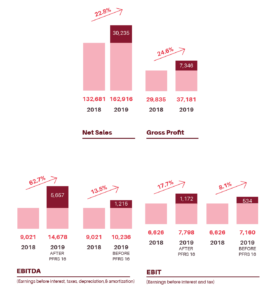 22.8%
30,235
132,681 162,916
2018 2019
Net Sales
24.6%
7,346
29,835 37,181
2018 2019
Gross Profit
62.7%
5,657
9,021 14,678
2018 2019
AFTER
PFRS 16
13.5%
1,215
9,021 10,236
2018 2019
BEFORE
PFRS 16
EBITDA
(Earnings before interest, taxes, depreciation & amortization)
17.7%
1,172
6,626 7,798
2018 2019
AFTER
PFRS 16
8.1%
534
6,626 7,160
2018 2019
BEFORE
PFRS 16
EBIT
(Earnings before interest and tax)